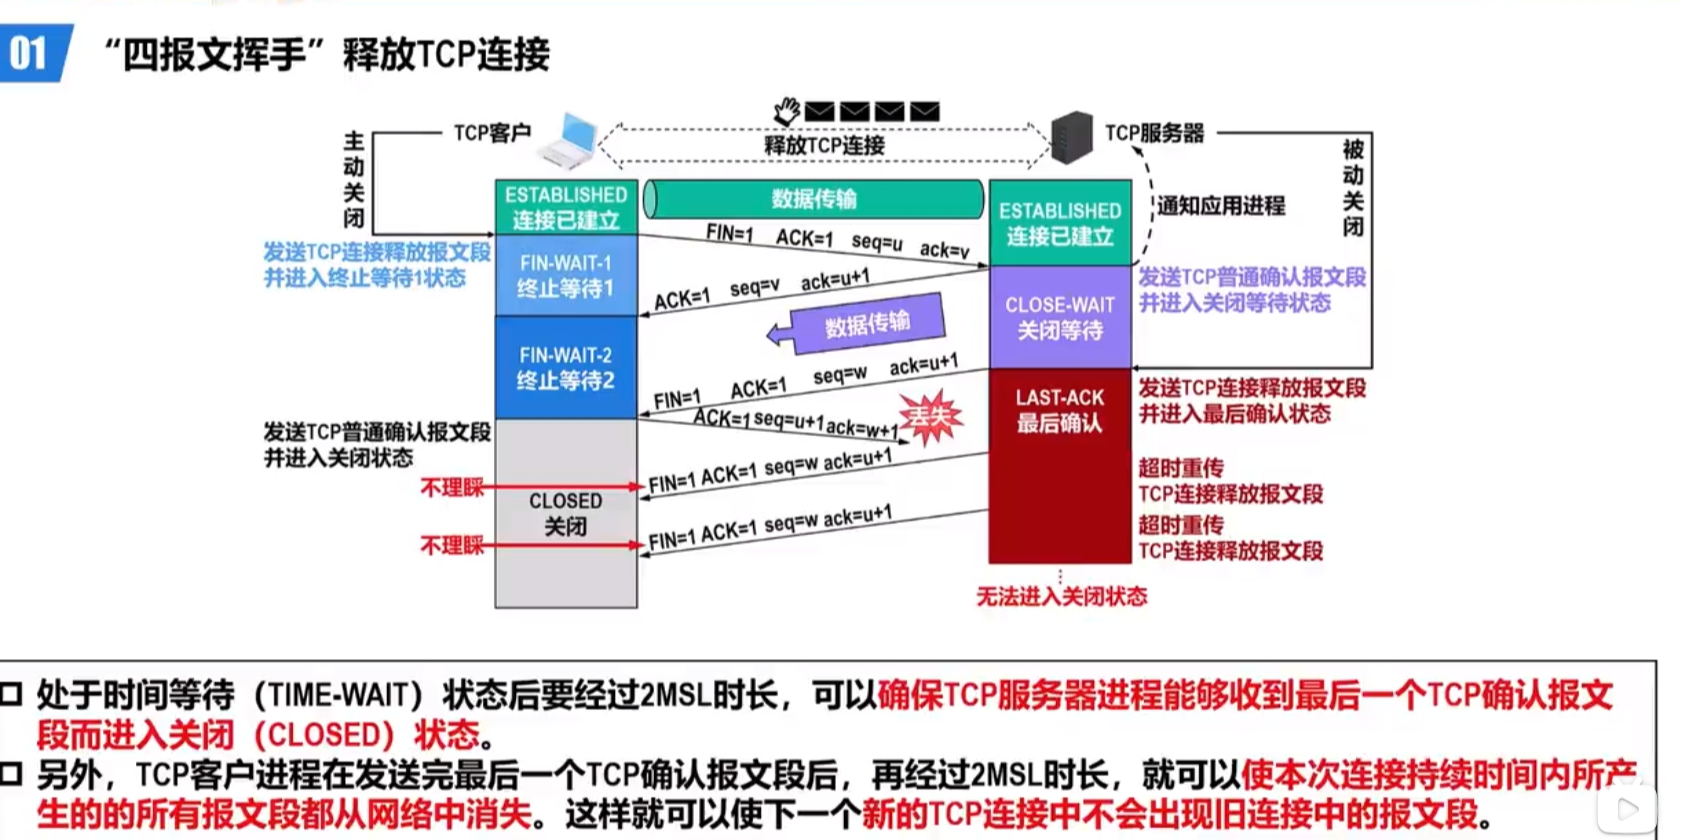 01
“四报文挥手”释放TCP连接
主动关闭
TCP客户
释放TCP连接
TCP服务器
被动关闭
ESTABLISHED
连接已建立
数据传输
ESTABLISHED
连接已建立
通知应用进程
FIN=1 ACK=1 seq=u ack=v
发送TCP连接释放报文段
并进入终止等待1状态
FIN-WAIT-1
终止等待1
ACK=1 seq=v ack=u+1
发送TCP普通确认报文段
并进入关闭等待状态
CLOSE-WAIT
关闭等待
数据传输
FIN-WAIT-2
终止等待2
FIN=1 ACK=1 seq=w ack=u+1
发送TCP连接释放报文段
并进入最后确认状态
LAST-ACK
最后确认
ACK=1 seq=u+1 ack=w+1
丢失
发送TCP普通确认报文段
并进入关闭状态
不理睬
FIN=1 ACK=1 seq=w ack=u+1
超时重传
TCP连接释放报文段
CLOSED
关闭
不理睬
FIN=1 ACK=1 seq=w ack=u+1
超时重传
TCP连接释放报文段
无法进入关闭状态
处于时间等待（TIME-WAIT）状态后要经过2MSL时长，可以确保TCP服务器进程能够收到最后一个TCP确认报文
段而进入关闭（CLOSED）状态。
另外，TCP客户进程在发送完最后一个TCP确认报文段后，再经过2MSL时长，就可以使本次连接持续时间内所产
生的的所有报文段都从网络中消失。这样就可以使下一个新的TCP连接中不会出现旧连接中的报文段。